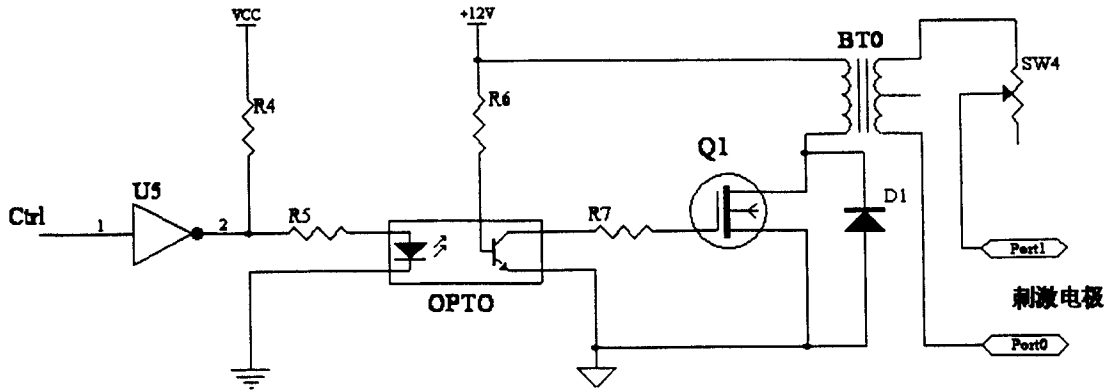 VCC
+12V
BT0
SW4
R4
R6
Q1
U5
D1
Ctrl
1
2
R5
R7
Port1
OPTO
刺激电极
Port0